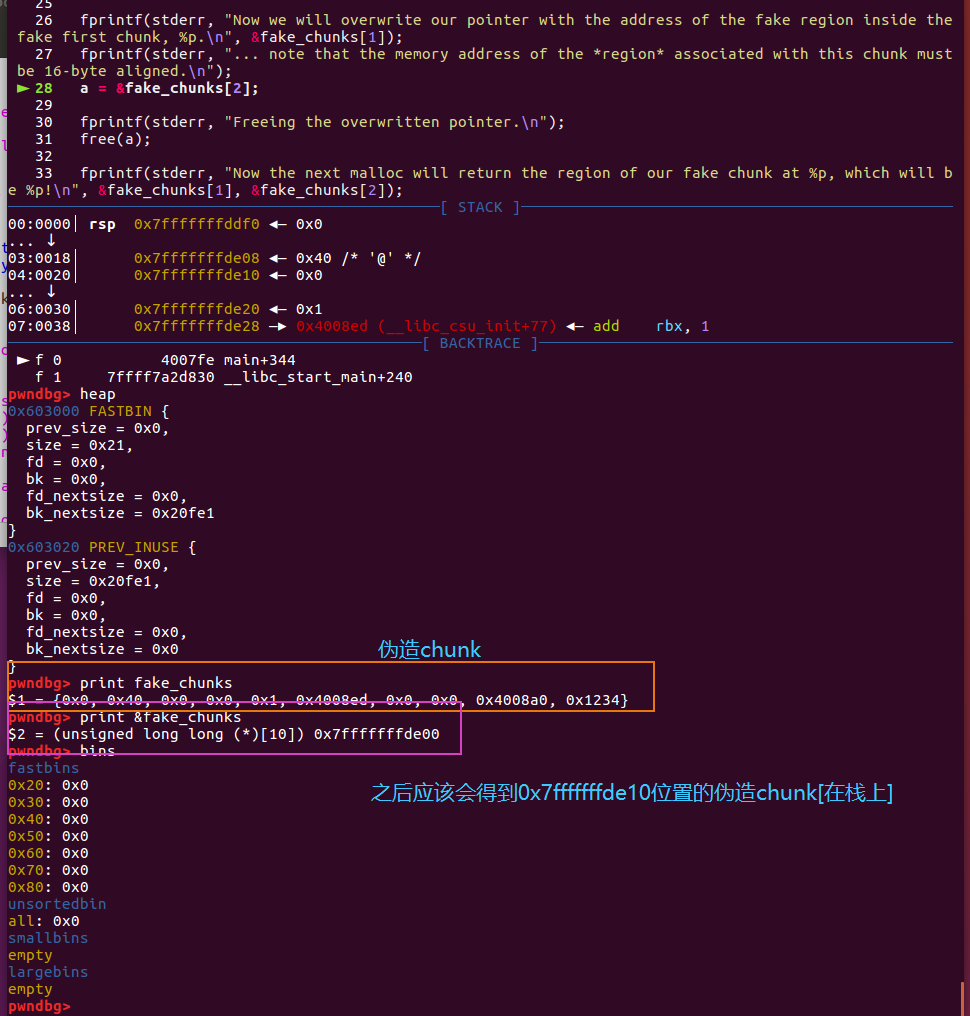 25
26   fprintf(stderr, "Now we will overwrite our pointer with the address of the fake region inside the
fake first chunk, %p.\n", &fake_chunks[1]);
27   fprintf(stderr, "... note that the memory address of the *region* associated with this chunk must
be 16-byte aligned.\n");
► 28   a = &fake_chunks[2];
29
30   fprintf(stderr, "Freeing the overwritten pointer.\n");
31   free(a);
32
33   fprintf(stderr, "Now the next malloc will return the region of our fake chunk at %p, which will b
e %p!\n", &fake_chunks[1], &fake_chunks[2]);
[ STACK ]
00:0000│ rsp  0x7fffffffddf0 ◄— 0x0
... ↓
03:0018│      0x7fffffffde08 ◄— 0x40 /* '@' */
04:0020│      0x7fffffffde10 ◄— 0x0
... ↓
06:0030│      0x7fffffffde20 ◄— 0x1
07:0038│      0x7fffffffde28 —► 0x4008ed (__libc_csu_init+77) ◄— add    rbx, 1
[ BACKTRACE ]
► f 0           4007fe main+344
f 1     7ffff7a2d830 __libc_start_main+240
pwndbg> heap
0x603000 FASTBIN {
prev_size = 0x0,
size = 0x21,
fd = 0x0,
bk = 0x0,
fd_nextsize = 0x0,
bk_nextsize = 0x20fe1
}
0x603020 PREV_INUSE {
prev_size = 0x0,
size = 0x20fe1,
fd = 0x0,
bk = 0x0,
fd_nextsize = 0x0,
bk_nextsize = 0x0
}
伪造chunk
pwndbg> print fake_chunks
$1 = {0x0, 0x40, 0x0, 0x0, 0x1, 0x4008ed, 0x0, 0x0, 0x4008a0, 0x1234}
pwndbg> print &fake_chunks
$2 = (unsigned long long (*)[10]) 0x7fffffffde00
pwndbg> bins
fastbins
0x20: 0x0
之后应该会得到0x7fffffffde10位置的伪造chunk[在栈上]
0x30: 0x0
0x40: 0x0
0x50: 0x0
0x60: 0x0
0x70: 0x0
0x80: 0x0
unsortedbin
all: 0x0
smallbins
empty
largebins
empty
pwndbg>